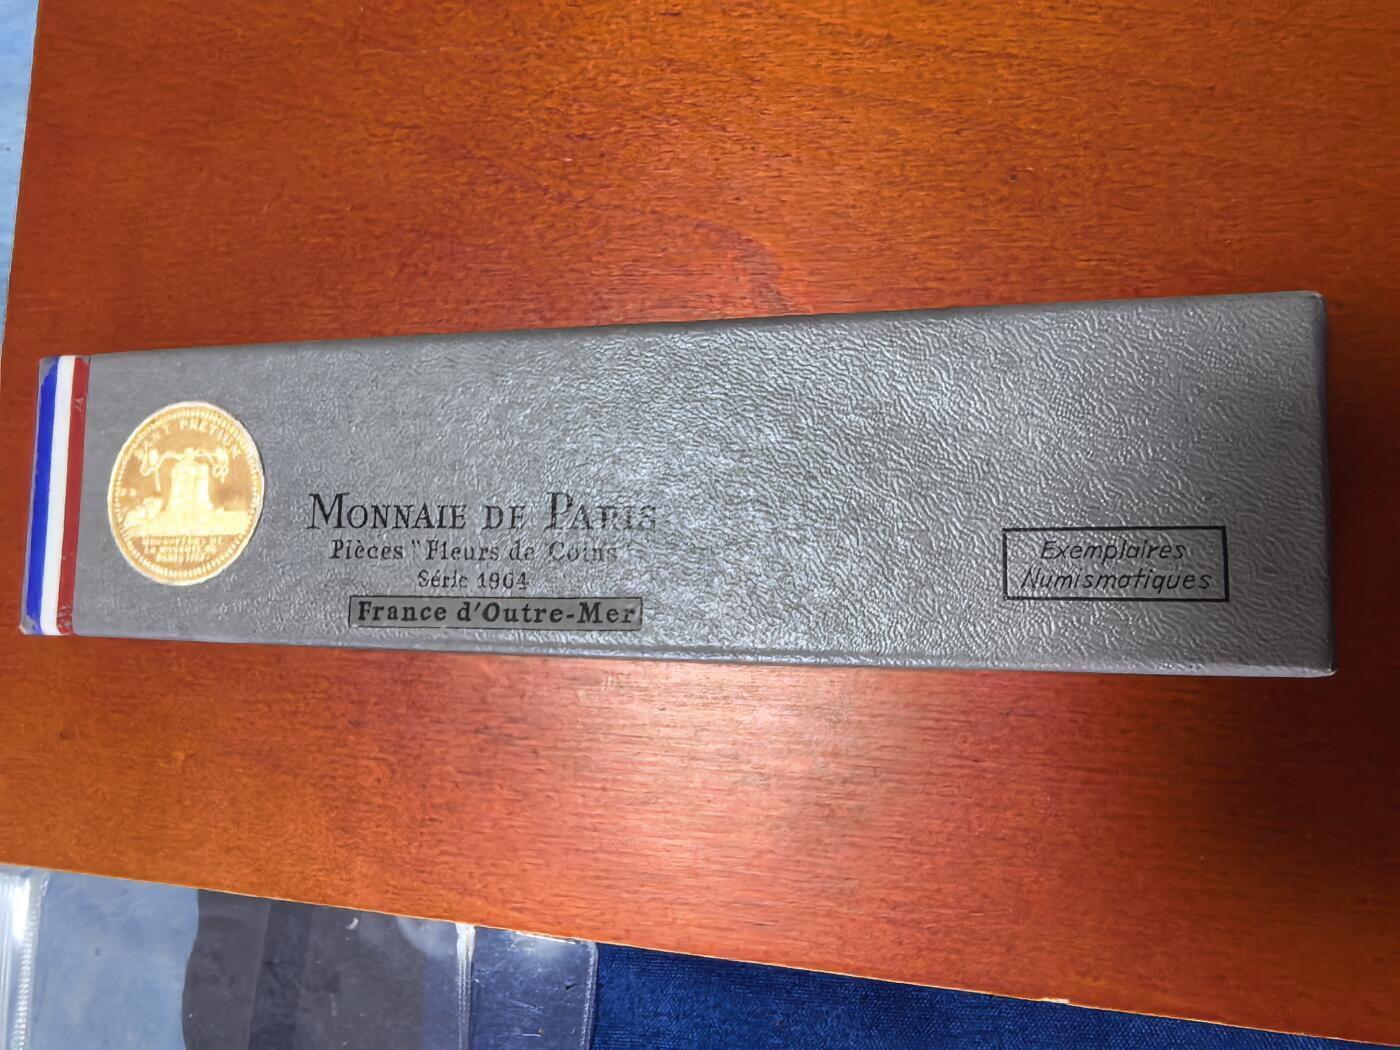 MONNAIE DE PARIS
Pièces "Fleurs de Coins"
Série 1964
France d'Outre-Mer
Exemplaires
Numismatiques